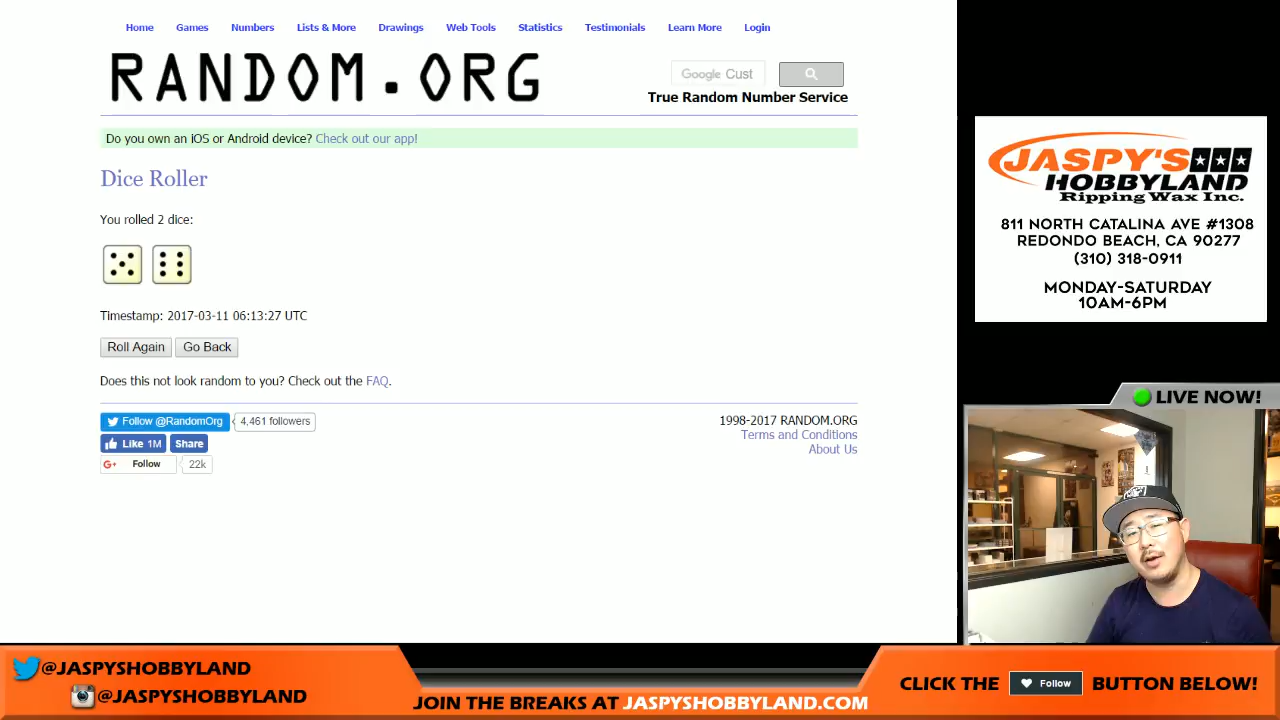 Home Games Numbers Lists & More Drawings Web Tools Statistics Testimonials Learn More Login
RANDOM.ORG
Google Cust
True Random Number Service
Do you own an iOS or Android device? Check out our app!
Dice Roller
You rolled 2 dice:
Timestamp: 2017-03-11 06:13:27 UTC
Roll Again Go Back
Does this not look random to you? Check out the FAQ.
Follow @RandomOrg 4,461 followers
Like 1M Share
G+ Follow 22k
1998-2017 RANDOM.ORG
Terms and Conditions
About Us
JASPY'S
HOBBYLAND
Ripping Wax Inc.
811 NORTH CATALINA AVE #1308
REDONDO BEACH, CA 90277
(310) 318-0911
MONDAY-SATURDAY
10AM-6PM
LIVE NOW!
@JASPYSHOBBYLAND
@JASPYSHOBBYLAND
JOIN THE BREAKS AT JASPYSHOBBYLAND.COM
CLICK THE Follow BUTTON BELOW!